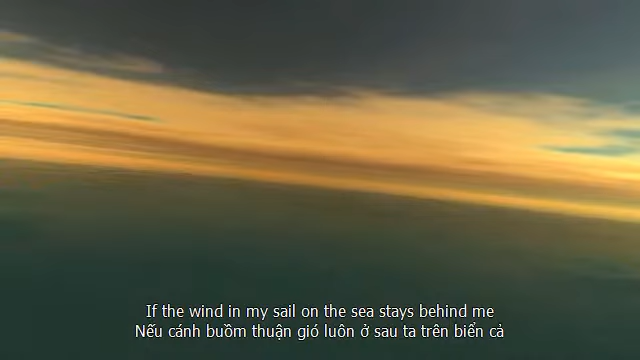 If the wind in my sail on the sea stays behind me
Nếu cánh buồm thuận gió luôn ở sau ta trên biển cả